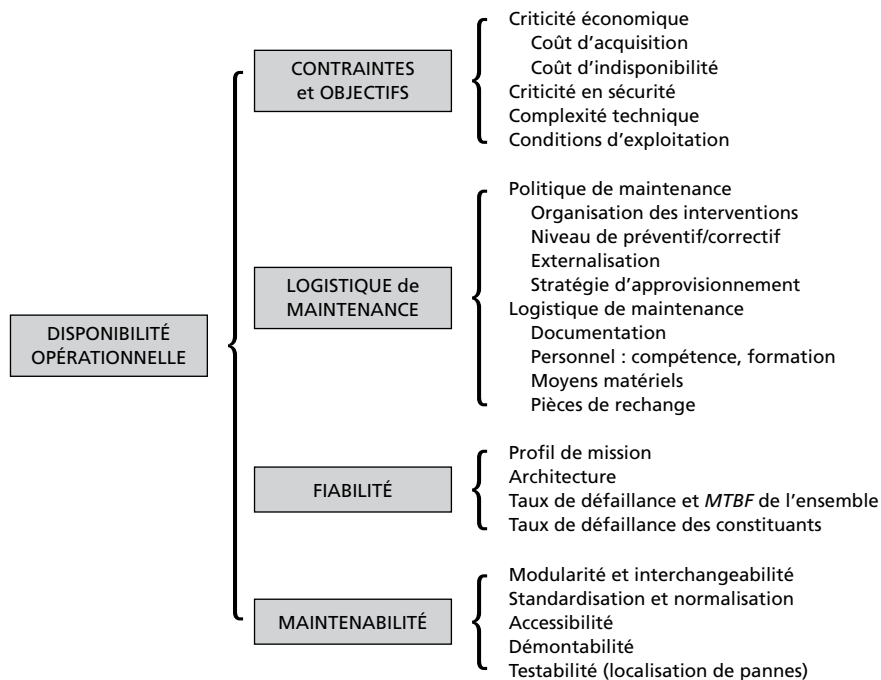 DISPONIBILITÉ
OPÉRATIONNELLE
CONTRAINTES
et OBJECTIFS
Criticité économique
Coût d'acquisition
Coût d'indisponibilité
Criticité en sécurité
Complexité technique
Conditions d'exploitation
LOGISTIQUE de
MAINTENANCE
Politique de maintenance
Organisation des interventions
Niveau de préventif/correctif
Externalisation
Stratégie d'approvisionnement
Logistique de maintenance
Documentation
Personnel : compétence, formation
Moyens matériels
Pièces de rechange
FIABILITÉ
Profil de mission
Architecture
Taux de défaillance et MTBF de l'ensemble
Taux de défaillance des constituants
MAINTENABILITÉ
Modularité et interchangeabilité
Standardisation et normalisation
Accessibilité
Démontabilité
Testabilité (localisation de pannes)